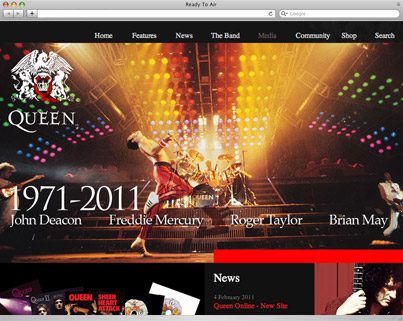 Ready To Air
Google
Home Features News The Band Media Community Shop Search
QUEEN
QUEEN
1971-2011
John Deacon Freddie Mercury Roger Taylor Brian May
News
4 February 2011
Queen Online - New Site
Queen
Queen II
QUEEN
SHEER
HEART
ATTACK